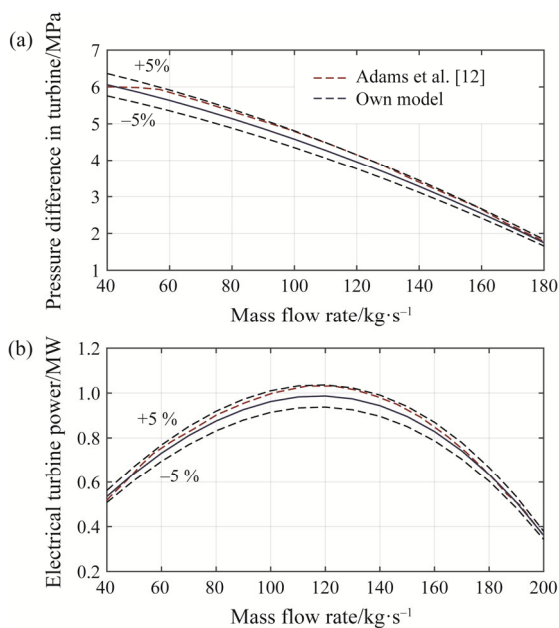 (a)
Pressure difference in turbine/MPa
7
6
5
4
3
2
1
+5%
−5%
Adams et al. [12]
Own model
40 60 80 100 120 140 160 180
Mass flow rate/kg·s⁻¹
(b)
Electrical turbine power/MW
1.2
1.0
0.8
0.6
0.4
0.2
+5 %
−5 %
40 60 80 100 120 140 160 180 200
Mass flow rate/kg·s⁻¹